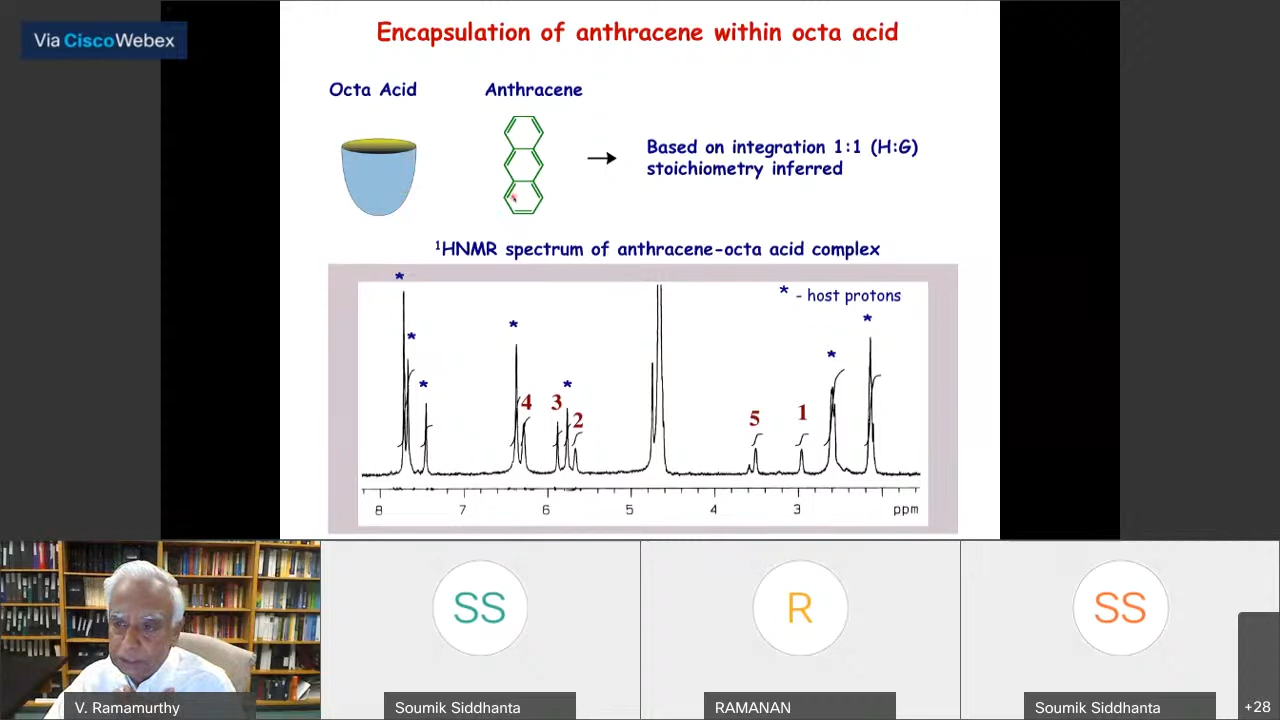 Via Cisco Webex
Encapsulation of anthracene within octa acid
Octa Acid
Anthracene
Based on integration 1:1 (H:G)
stoichiometry inferred
¹HNMR spectrum of anthracene-octa acid complex
* - host protons
* * * * * * *
4 3 2 5 1
8 7 6 5 4 3 ppm
SS R SS
V. Ramamurthy
Soumik Siddhanta
RAMANAN
Soumik Siddhanta
+28